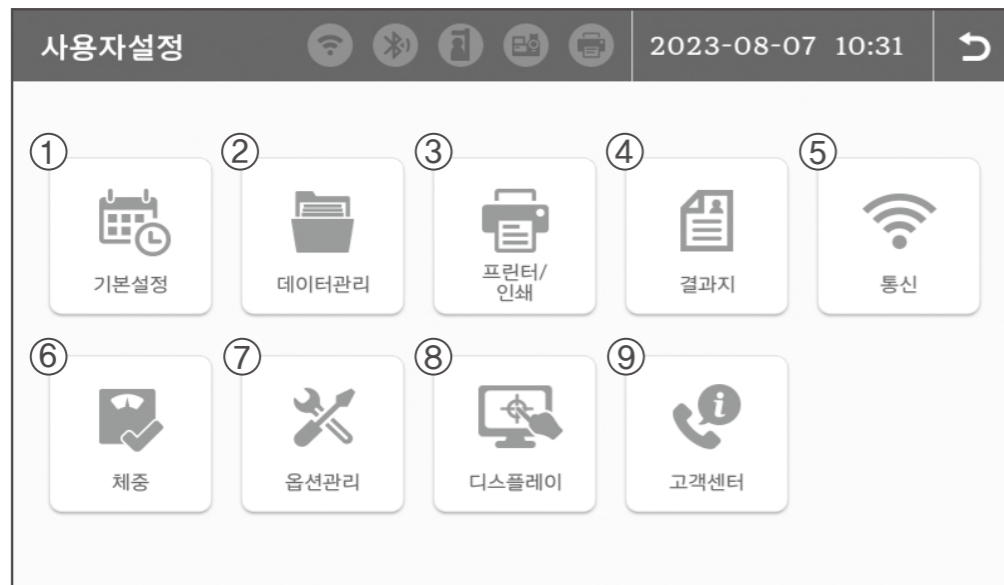 사용자설정 2023-08-07 10:31
① ② ③ ④ ⑤
기본설정 데이터관리 프린터/
인쇄 결과지 통신
⑥ ⑦ ⑧ ⑨
체중 옵션관리 디스플레이 고객센터